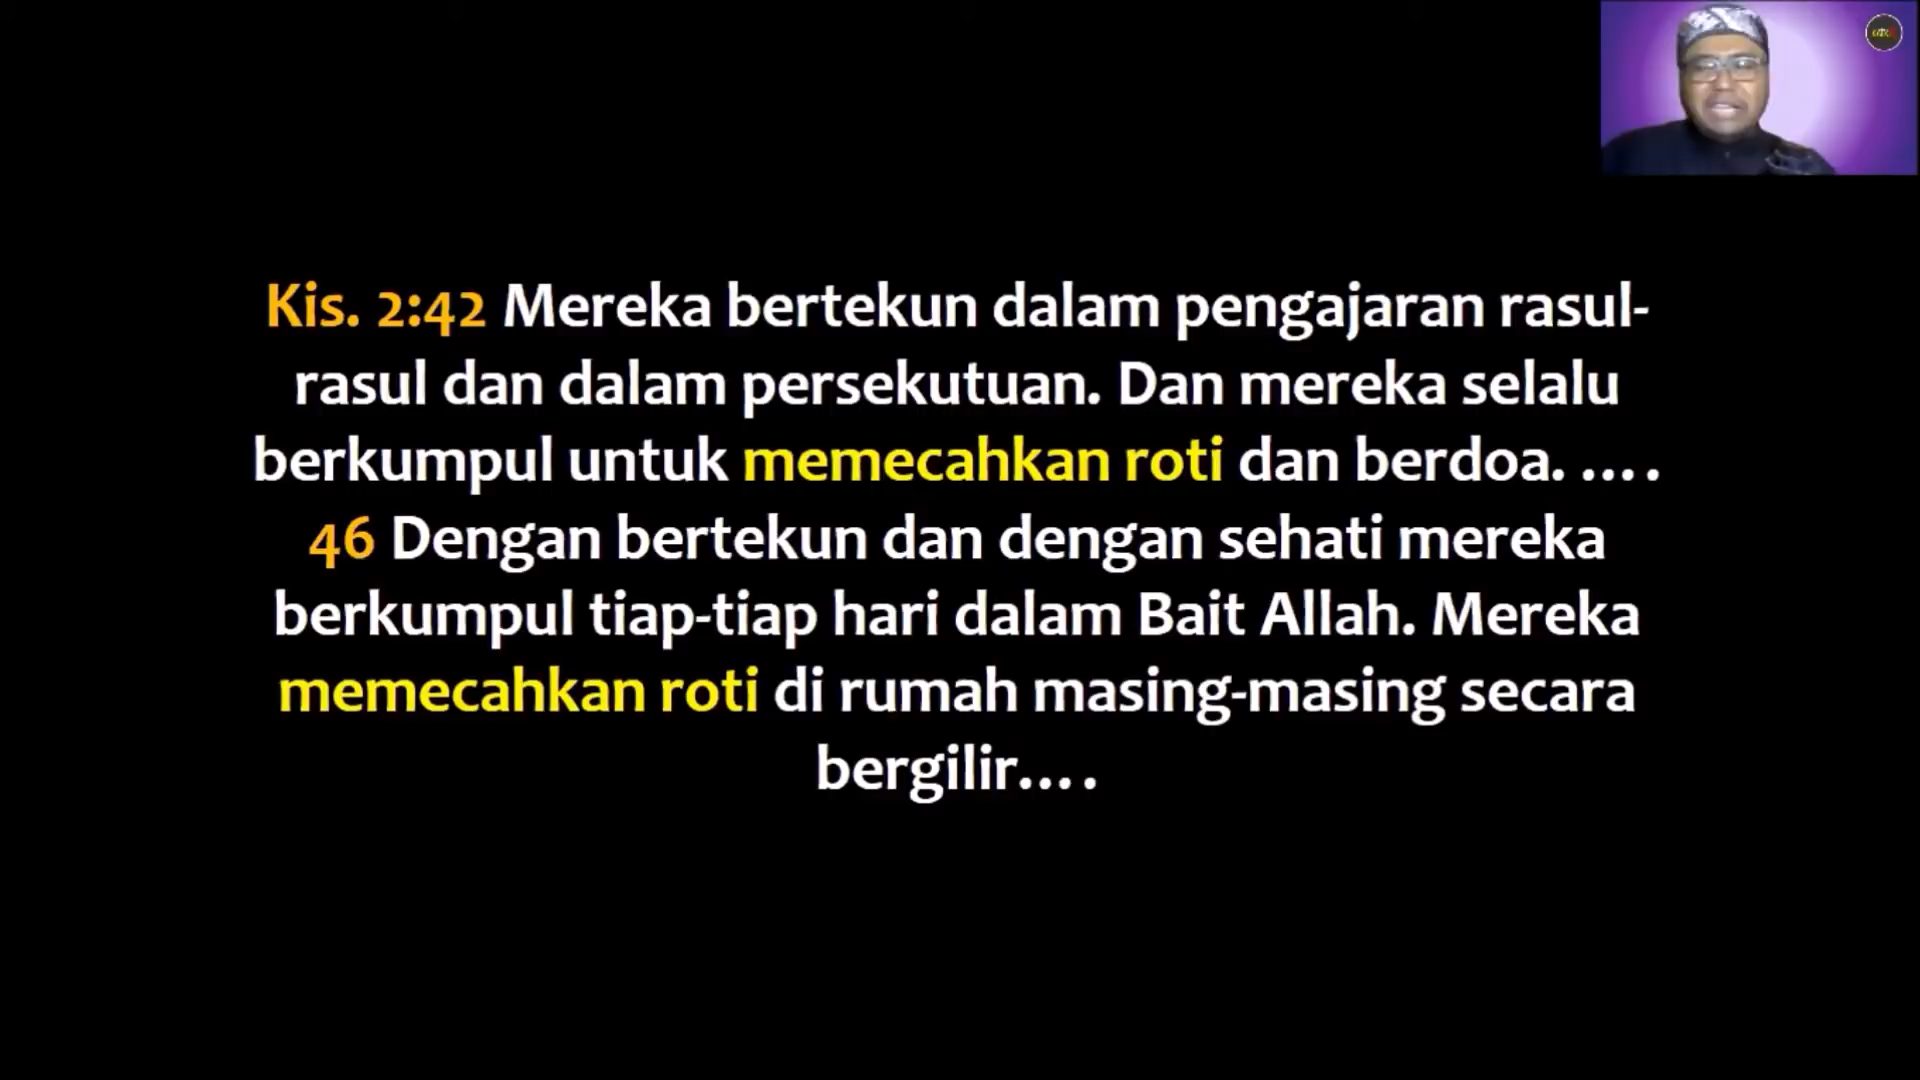 Kis. 2:42 Mereka bertekun dalam pengajaran rasul-
rasul dan dalam persekutuan. Dan mereka selalu
berkumpul untuk memecahkan roti dan berdoa. ....
46 Dengan bertekun dan dengan sehati mereka
berkumpul tiap-tiap hari dalam Bait Allah. Mereka
memecahkan roti di rumah masing-masing secara
bergilir....